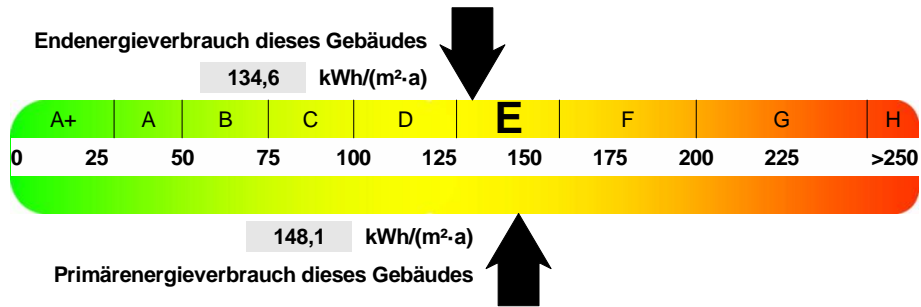 Endenergieverbrauch dieses Gebäudes
134,6 kWh/(m²·a)
A+ A B C D E F G H
0 25 50 75 100 125 150 175 200 225 >250
148,1 kWh/(m²·a)
Primärenergieverbrauch dieses Gebäudes